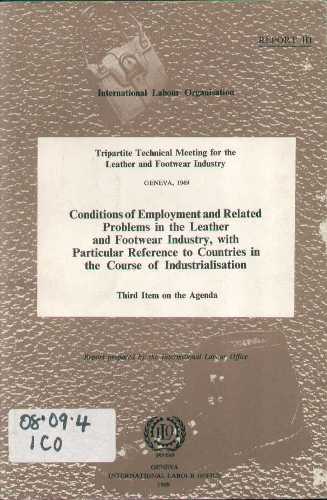 REPORT III
International Labour Organisation
Tripartite Technical Meeting for the
Leather and Footwear Industry
GENEVA, 1969
Conditions of Employment and Related
Problems in the Leather
and Footwear Industry, with
Particular Reference to Countries in
the Course of Industrialisation
Third Item on the Agenda
Report prepared by the International Labour Office
08·09·4
ICO
ILO
GENEVA
INTERNATIONAL LABOUR OFFICE
1969